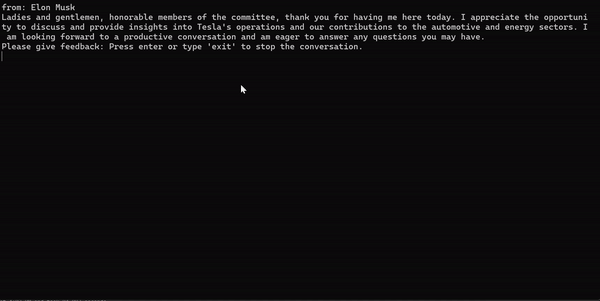 from: Elon Musk
Ladies and gentlemen, honorable members of the committee, thank you for having me here today. I appreciate the opportuni
ty to discuss and provide insights into Tesla's operations and our contributions to the automotive and energy sectors. I
 am looking forward to a productive conversation and am eager to answer any questions you may have.
Please give feedback: Press enter or type 'exit' to stop the conversation.